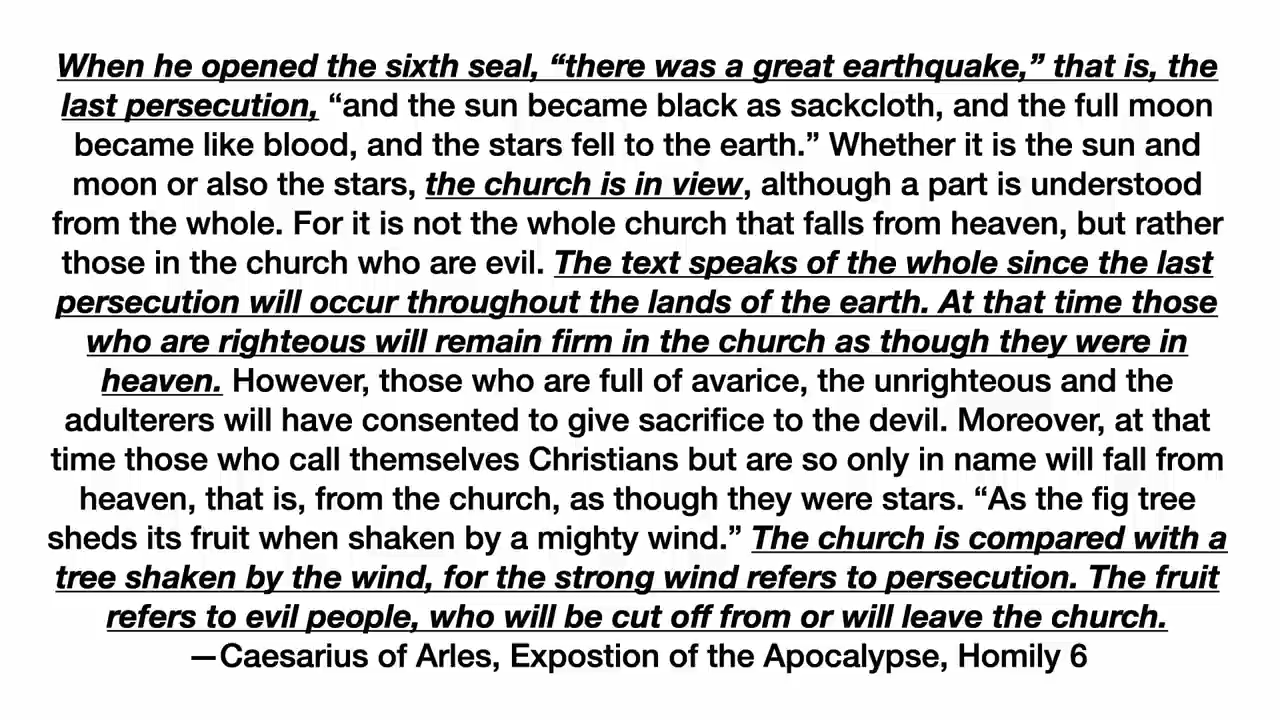 When he opened the sixth seal, “there was a great earthquake,” that is, the
last persecution, “and the sun became black as sackcloth, and the full moon
became like blood, and the stars fell to the earth.” Whether it is the sun and
moon or also the stars, the church is in view, although a part is understood
from the whole. For it is not the whole church that falls from heaven, but rather
those in the church who are evil. The text speaks of the whole since the last
persecution will occur throughout the lands of the earth. At that time those
who are righteous will remain firm in the church as though they were in
heaven. However, those who are full of avarice, the unrighteous and the
adulterers will have consented to give sacrifice to the devil. Moreover, at that
time those who call themselves Christians but are so only in name will fall from
heaven, that is, from the church, as though they were stars. “As the fig tree
sheds its fruit when shaken by a mighty wind.” The church is compared with a
tree shaken by the wind, for the strong wind refers to persecution. The fruit
refers to evil people, who will be cut off from or will leave the church.
—Caesarius of Arles, Expostion of the Apocalypse, Homily 6